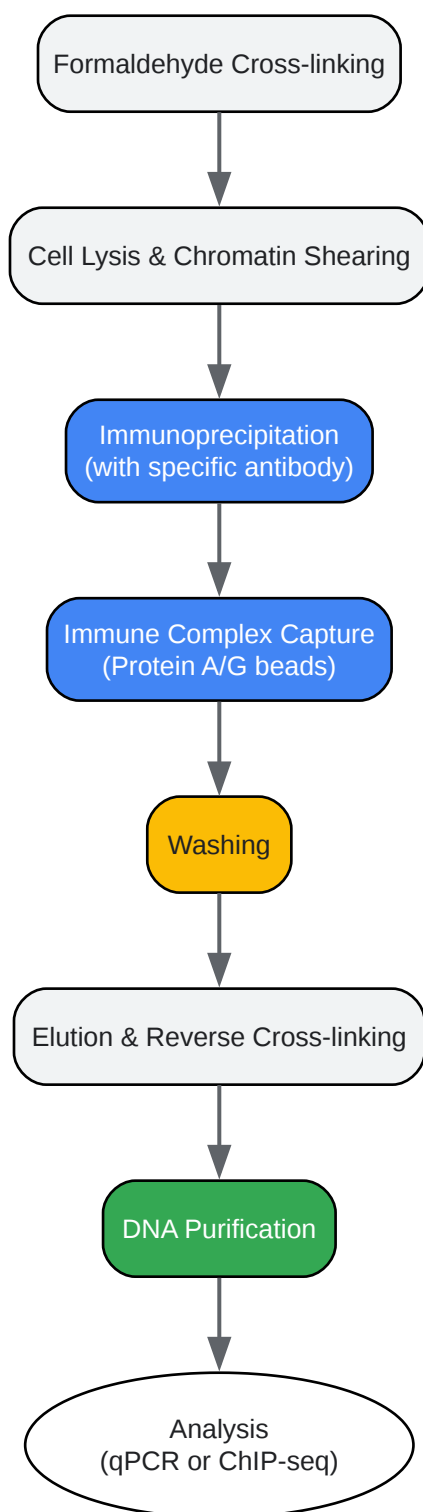 Formaldehyde Cross-linking
Cell Lysis & Chromatin Shearing
Immunoprecipitation
(with specific antibody)
Immune Complex Capture
(Protein A/G beads)
Washing
Elution & Reverse Cross-linking
DNA Purification
Analysis
(qPCR or ChIP-seq)